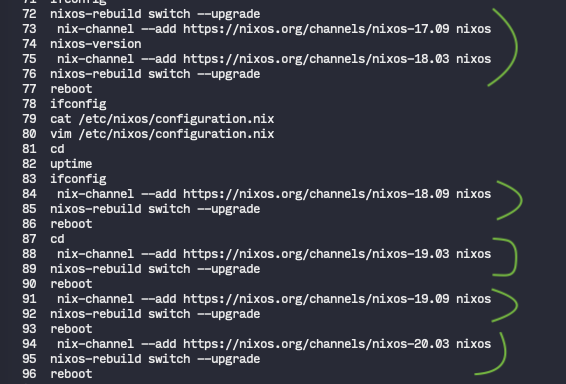 71  ifconfig
72  nixos-rebuild switch --upgrade
73   nix-channel --add https://nixos.org/channels/nixos-17.09 nixos
74  nixos-version
75   nix-channel --add https://nixos.org/channels/nixos-18.03 nixos
76  nixos-rebuild switch --upgrade
77  reboot
78  ifconfig
79  cat /etc/nixos/configuration.nix
80  vim /etc/nixos/configuration.nix
81  cd
82  uptime
83  ifconfig
84   nix-channel --add https://nixos.org/channels/nixos-18.09 nixos
85  nixos-rebuild switch --upgrade
86  reboot
87  cd
88   nix-channel --add https://nixos.org/channels/nixos-19.03 nixos
89  nixos-rebuild switch --upgrade
90  reboot
91   nix-channel --add https://nixos.org/channels/nixos-19.09 nixos
92  nixos-rebuild switch --upgrade
93  reboot
94   nix-channel --add https://nixos.org/channels/nixos-20.03 nixos
95  nixos-rebuild switch --upgrade
96  reboot